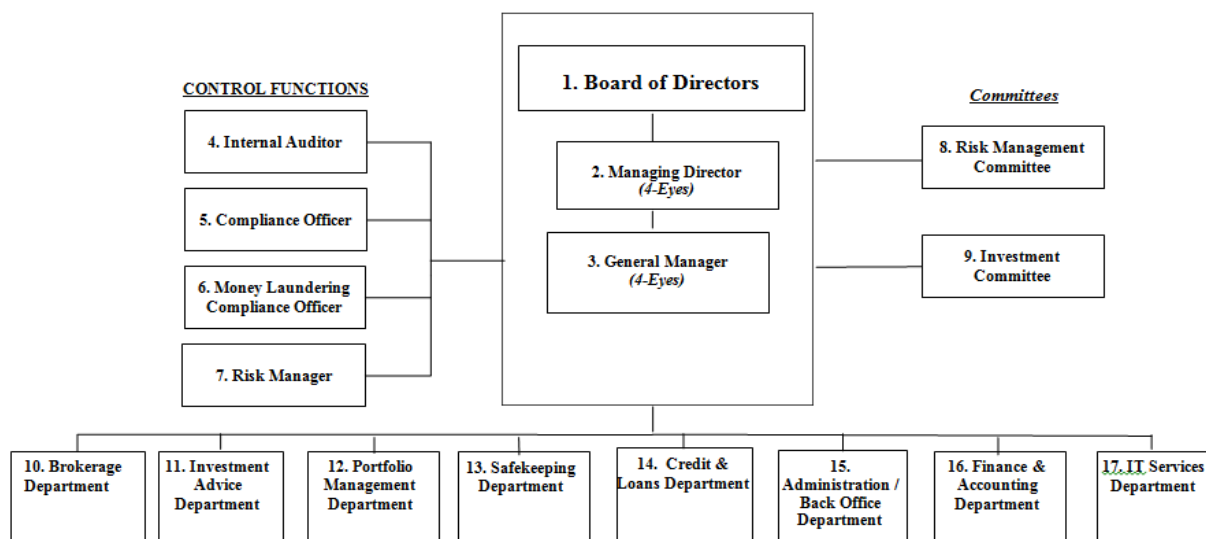 1. Board of Directors
CONTROL FUNCTIONS
Committees
4. Internal Auditor
2. Managing Director
(4-Eyes)
8. Risk Management
Committee
5. Compliance Officer
3. General Manager
(4-Eyes)
9. Investment
Committee
6. Money Laundering
Compliance Officer
7. Risk Manager
10. Brokerage
Department
11. Investment
Advice
Department
12. Portfolio
Management
Department
13. Safekeeping
Department
14. Credit &
Loans Department
15.
Administration /
Back Office
Department
16. Finance &
Accounting
Department
17. IT Services
Department